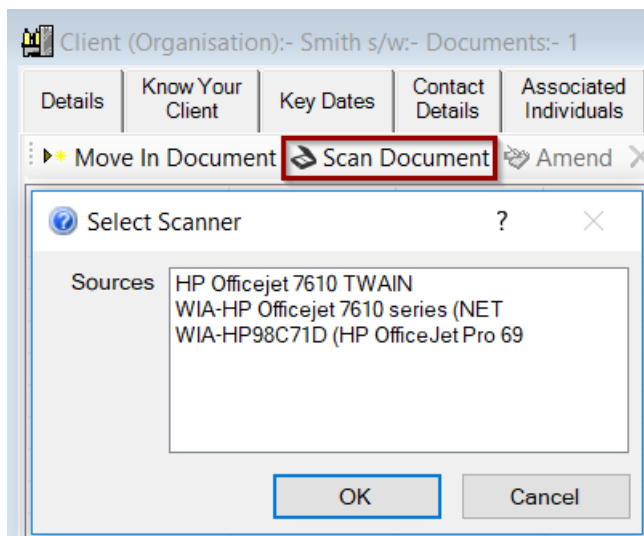 Client (Organisation):- Smith s/w:- Documents:- 1
Details
Know Your
Client
Key Dates
Contact
Details
Associated
Individuals
Move In Document Scan Document Amend
Select Scanner ?
Sources
HP Officejet 7610 TWAIN
WIA-HP Officejet 7610 series (NET
WIA-HP98C71D (HP OfficeJet Pro 69
OK Cancel